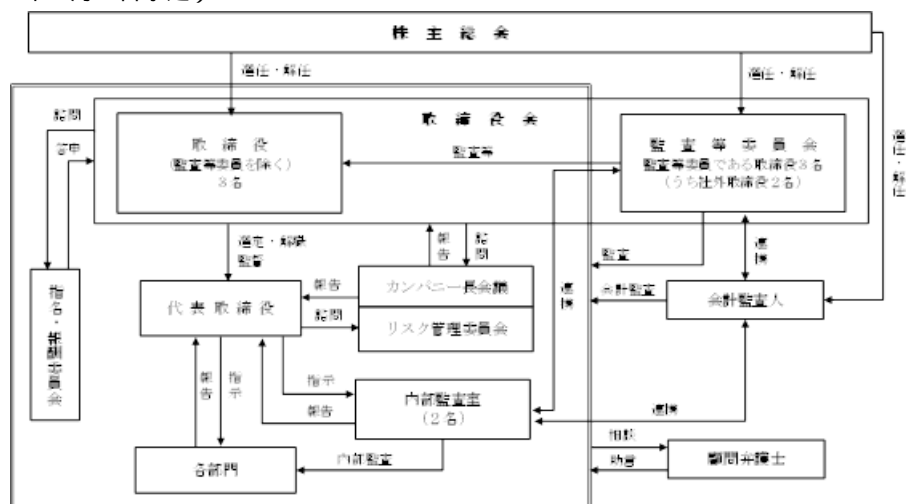 株主総会
選任・解任
選任・解任
選任・解任
諮問
答申
取締役会
取締役
(監査等委員を除く)
3名
監査等
監査等委員会
監査等委員である取締役3名
(うち社外取締役2名)
選定・解職
監督
報告
諮問
監査
連携
連携
指名・報酬委員会
代表取締役
報告
諮問
カンパニー長会議
リスク管理委員会
会計監査
会計監査人
報告
指示
指示
報告
内部監査室
(2名)
連携
内部監査
各部門
相談
助言
顧問弁護士